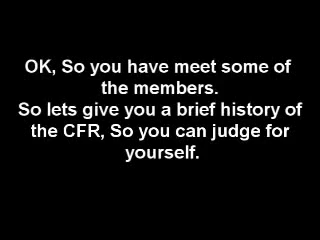 OK, So you have meet some of
the members.
So lets give you a brief history of
the CFR, So you can judge for
yourself.